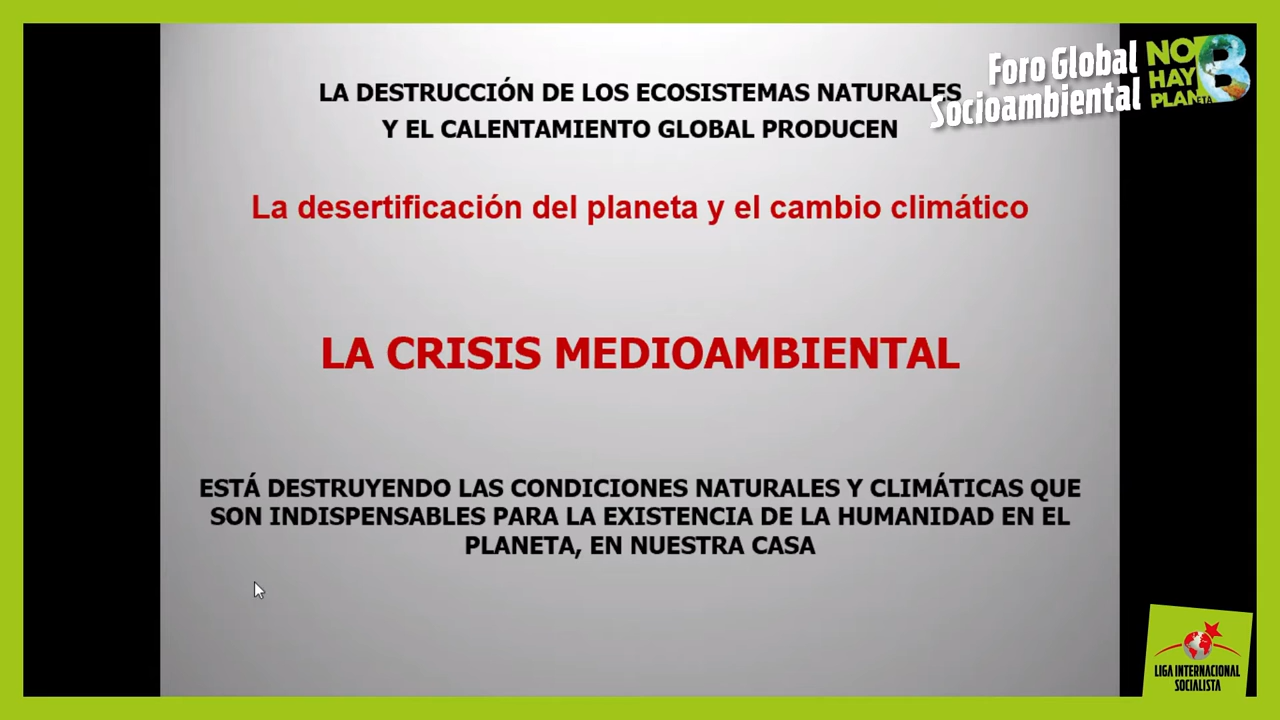 LA DESTRUCCIÓN DE LOS ECOSISTEMAS NATURALES
Y EL CALENTAMIENTO GLOBAL PRODUCEN
La desertificación del planeta y el cambio climático
LA CRISIS MEDIOAMBIENTAL
ESTÁ DESTRUYENDO LAS CONDICIONES NATURALES Y CLIMÁTICAS QUE
SON INDISPENSABLES PARA LA EXISTENCIA DE LA HUMANIDAD EN EL
PLANETA, EN NUESTRA CASA
Foro Global
Socioambiental
NO
HAY
PLANETA
B
LIGA INTERNACIONAL
SOCIALISTA